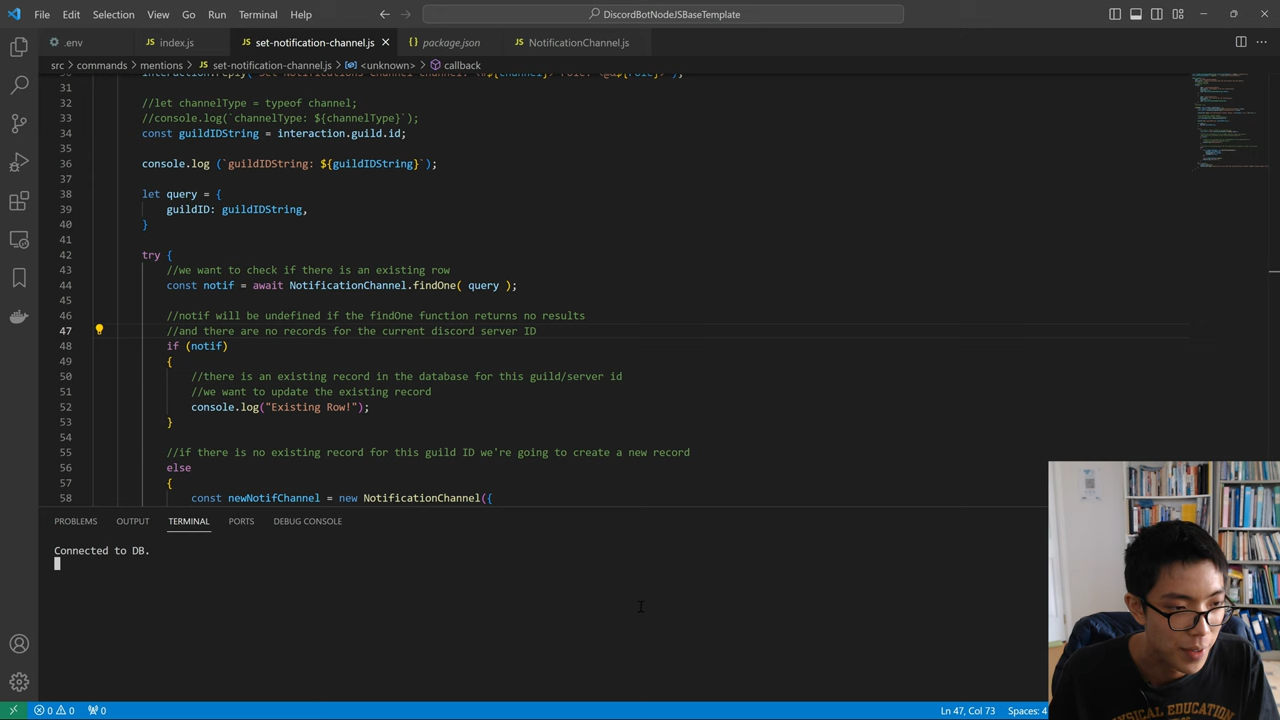 File Edit Selection View Go Run Terminal Help
DiscordBotNodeJSBaseTemplate
.env
JS index.js
JS set-notification-channel.js
package.json
JS NotificationChannel.js
src > commands > mentions > JS set-notification-channel.js > <unknown> > callback
31
32 //let channelType = typeof channel;
33 //console.log(`channelType: ${channelType}`);
34 const guildIDString = interaction.guild.id;
35
36 console.log (`guildIDString: ${guildIDString}`);
37
38 let query = {
39 guildID: guildIDString,
40 }
41
42 try {
43 //we want to check if there is an existing row
44 const notif = await NotificationChannel.findOne( query );
45
46 //notif will be undefined if the findOne function returns no results
47 //and there are no records for the current discord server ID
48 if (notif)
49 {
50 //there is an existing record in the database for this guild/server id
51 //we want to update the existing record
52 console.log("Existing Row!");
53 }
54
55 //if there is no existing record for this guild ID we're going to create a new record
56 else
57 {
58 const newNotifChannel = new NotificationChannel({
PROBLEMS OUTPUT TERMINAL PORTS DEBUG CONSOLE
Connected to DB.
0 0 0 Ln 47, Col 73 Spaces: 4